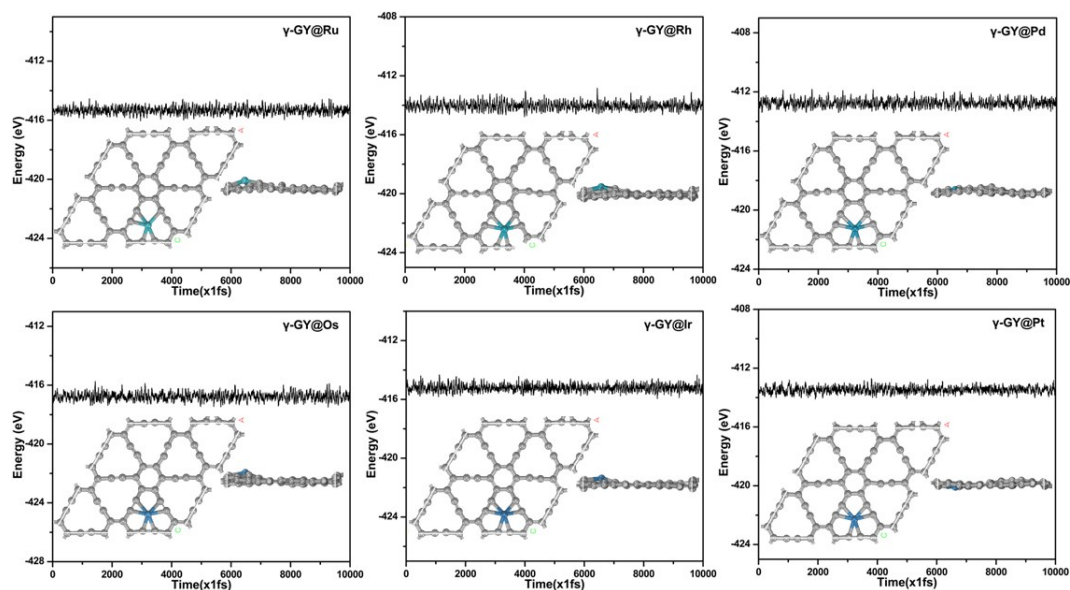 γ-GY@Ru
-412
-416
-420
-424
Energy (eV)
A
C
0 2000 4000 6000 8000 10000
Time(x1fs)
γ-GY@Rh
-408
-412
-416
-420
-424
Energy (eV)
A
C
0 2000 4000 6000 8000 10000
Time(x1fs)
γ-GY@Pd
-408
-412
-416
-420
-424
Energy (eV)
A
C
0 2000 4000 6000 8000 10000
Time(x1fs)
γ-GY@Os
-412
-416
-420
-424
-428
Energy (eV)
A
C
0 2000 4000 6000 8000 10000
Time(x1fs)
γ-GY@Ir
-412
-416
-420
-424
Energy (eV)
A
C
0 2000 4000 6000 8000 10000
Time(x1fs)
γ-GY@Pt
-408
-412
-416
-420
-424
Energy (eV)
A
C
0 2000 4000 6000 8000 10000
Time(x1fs)